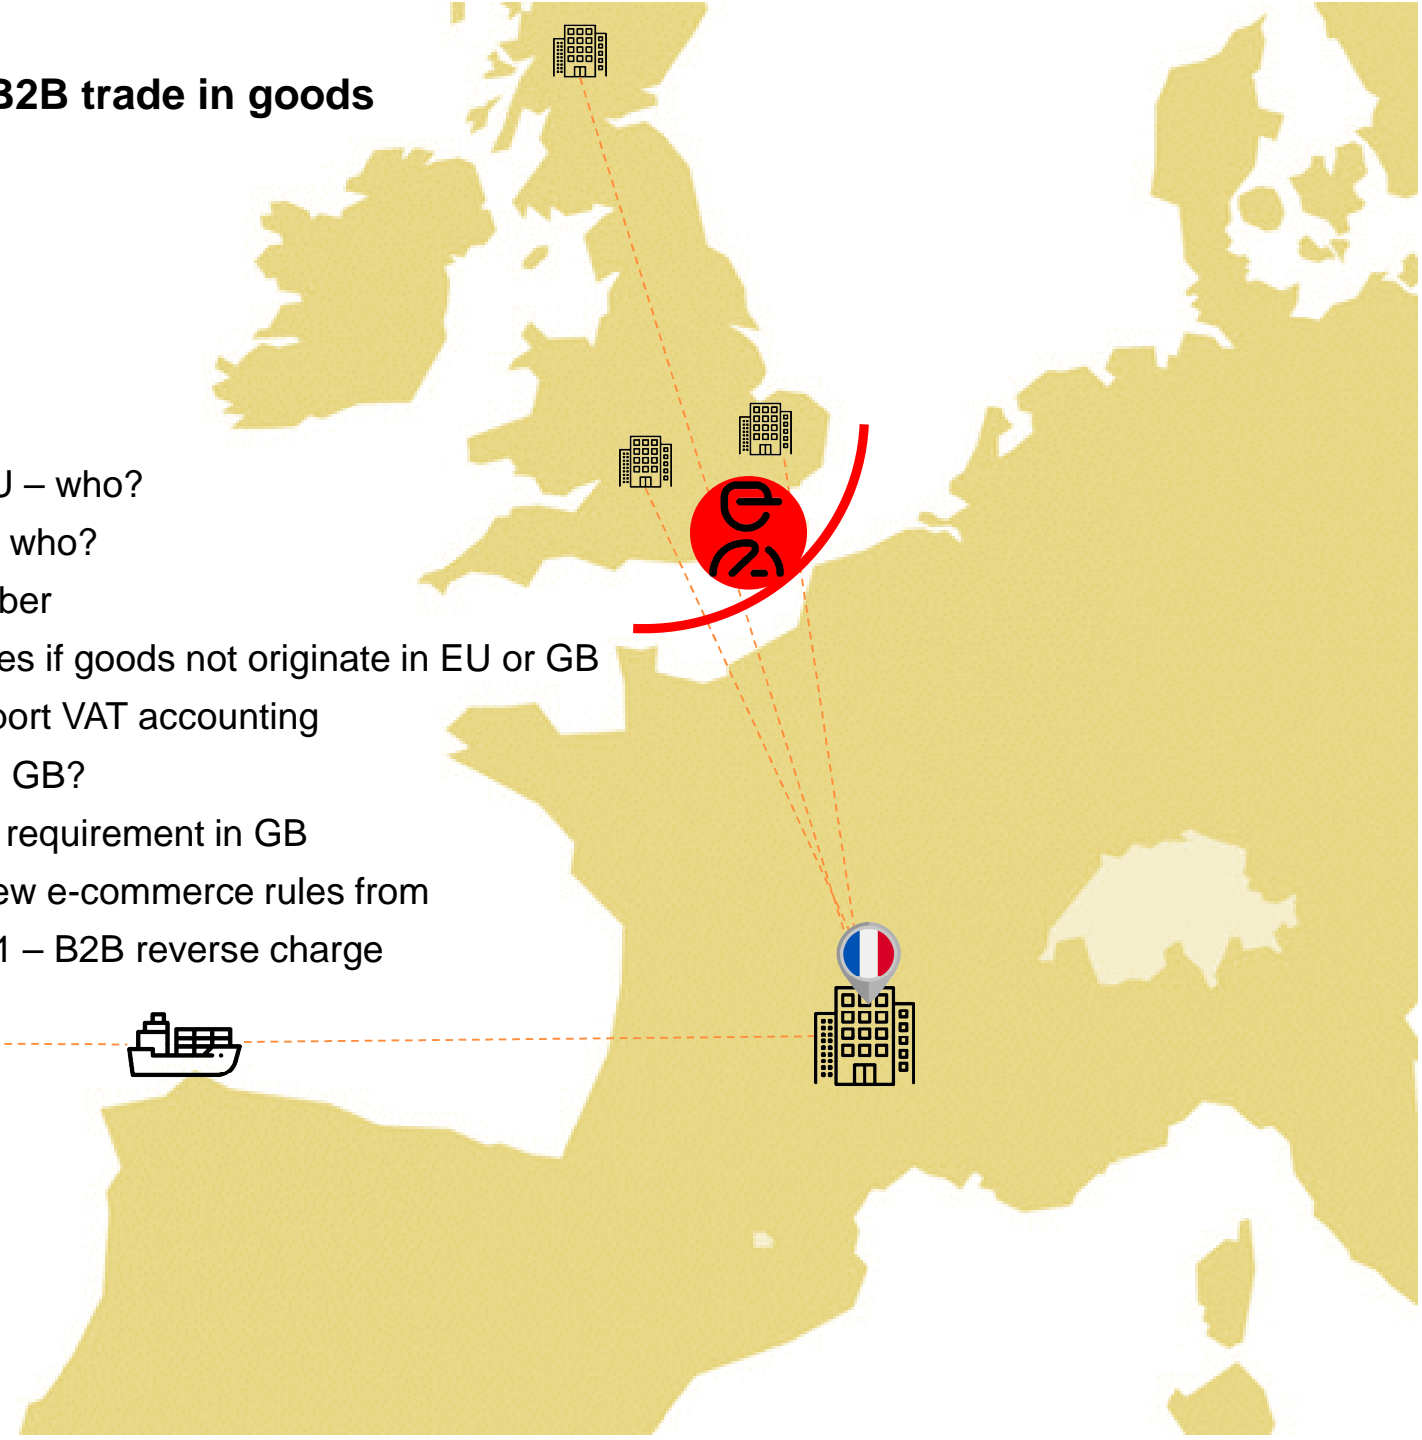 B2B trade in goods
– who?
who?
es if goods not originate in EU or GB
port VAT accounting
GB?
requirement in GB
ew e-commerce rules from
1 – B2B reverse charge